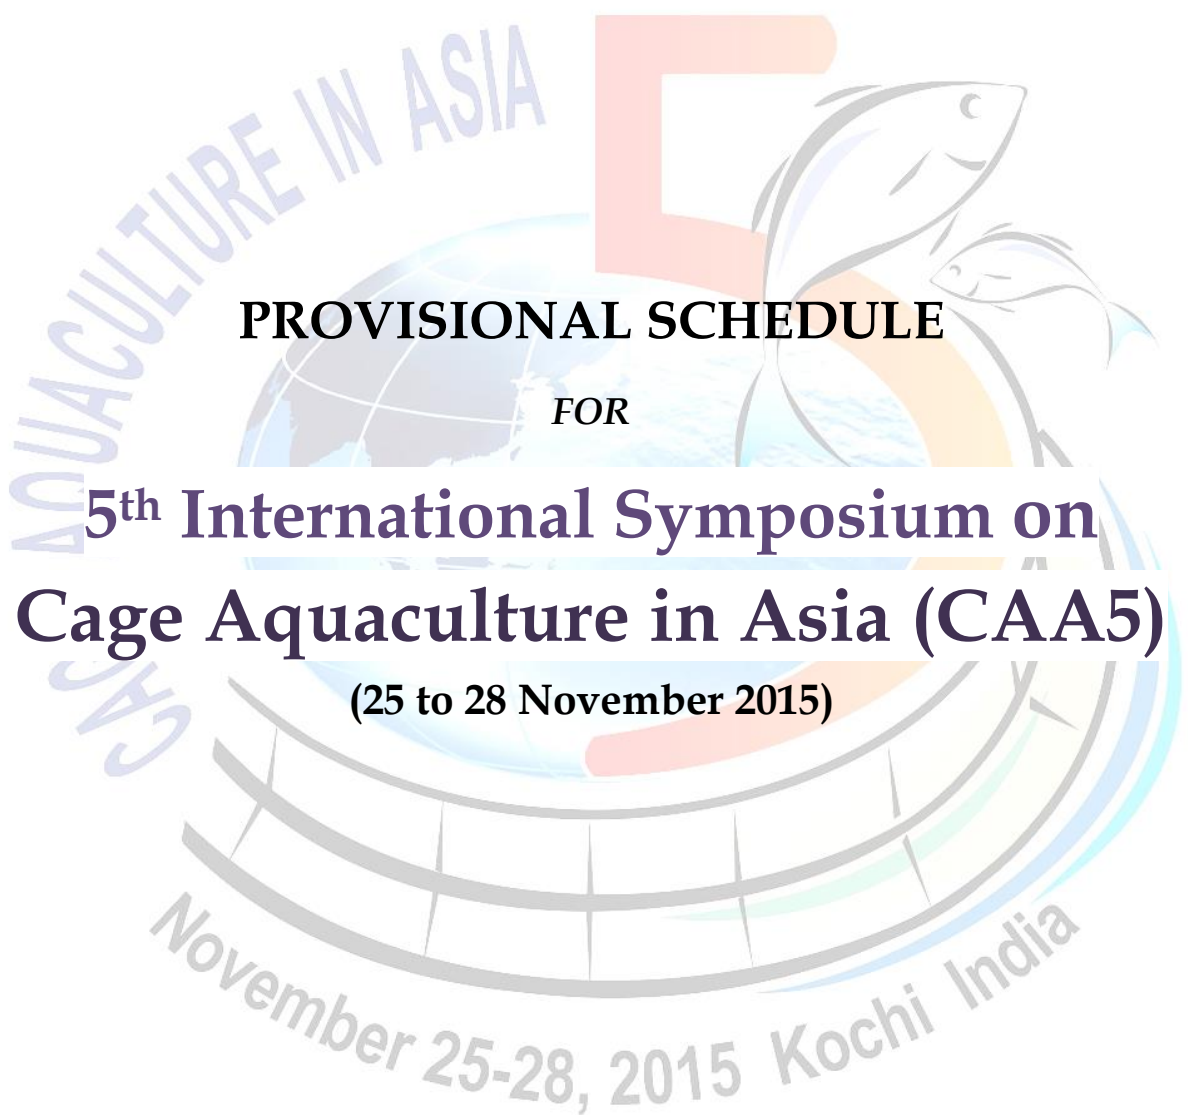 CAGE AQUACULTURE IN ASIA
5
PROVISIONAL SCHEDULE
FOR
5th International Symposium on
Cage Aquaculture in Asia (CAA5)
(25 to 28 November 2015)
November 25-28, 2015 Kochi India